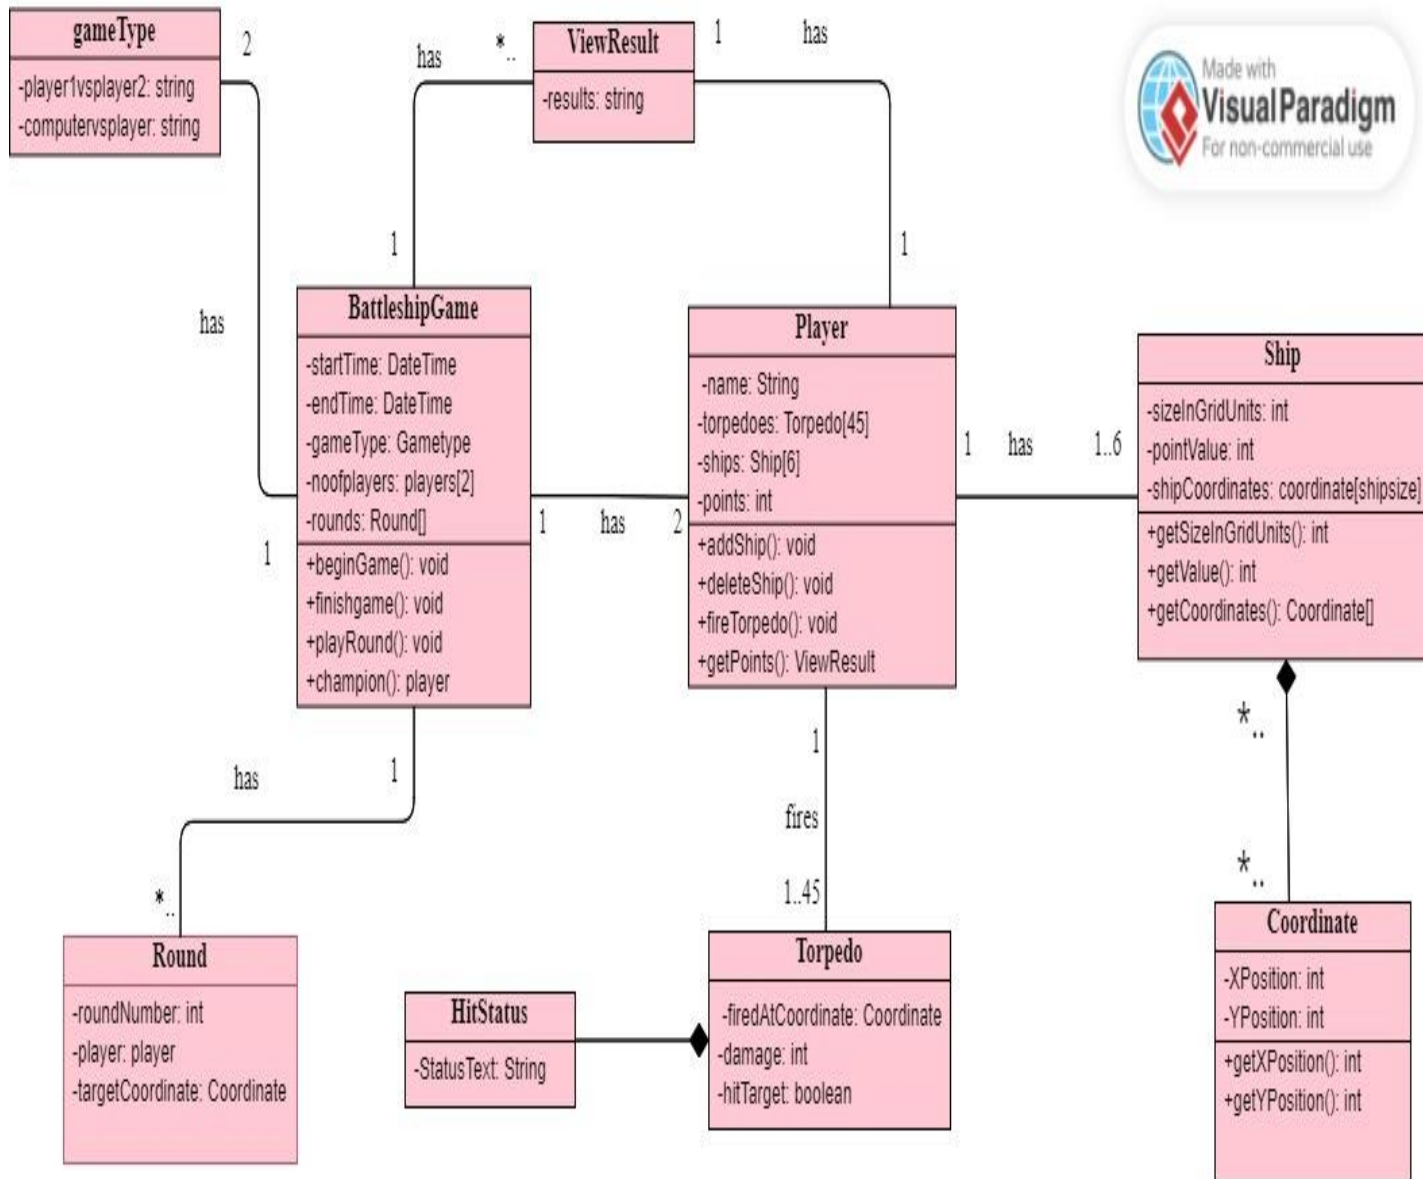 gameType
-player1vsplayer2: string
-computervsplayer: string
2
has
1
has
*..
1
ViewResult
-results: string
1
has
1
Made with
VisualParadigm
For non-commercial use
BattleshipGame
-startTime: DateTime
-endTime: DateTime
-gameType: Gametype
-noofplayers: players[2]
-rounds: Round[]
+beginGame(): void
+finishgame(): void
+playRound(): void
+champion(): player
1
has
2
Player
-name: String
-torpedoes: Torpedo[45]
-ships: Ship[6]
-points: int
+addShip(): void
+deleteShip(): void
+fireTorpedo(): void
+getPoints(): ViewResult
1
has
1..6
Ship
-sizeInGridUnits: int
-pointValue: int
-shipCoordinates: coordinate[shipsize]
+getSizeInGridUnits(): int
+getValue(): int
+getCoordinates(): Coordinate[]
has
1
*..
Round
-roundNumber: int
-player: player
-targetCoordinate: Coordinate
1
fires
1..45
HitStatus
-StatusText: String
Torpedo
-firedAtCoordinate: Coordinate
-damage: int
-hitTarget: boolean
*..
*..
Coordinate
-XPosition: int
-YPosition: int
+getXPosition(): int
+getYPosition(): int